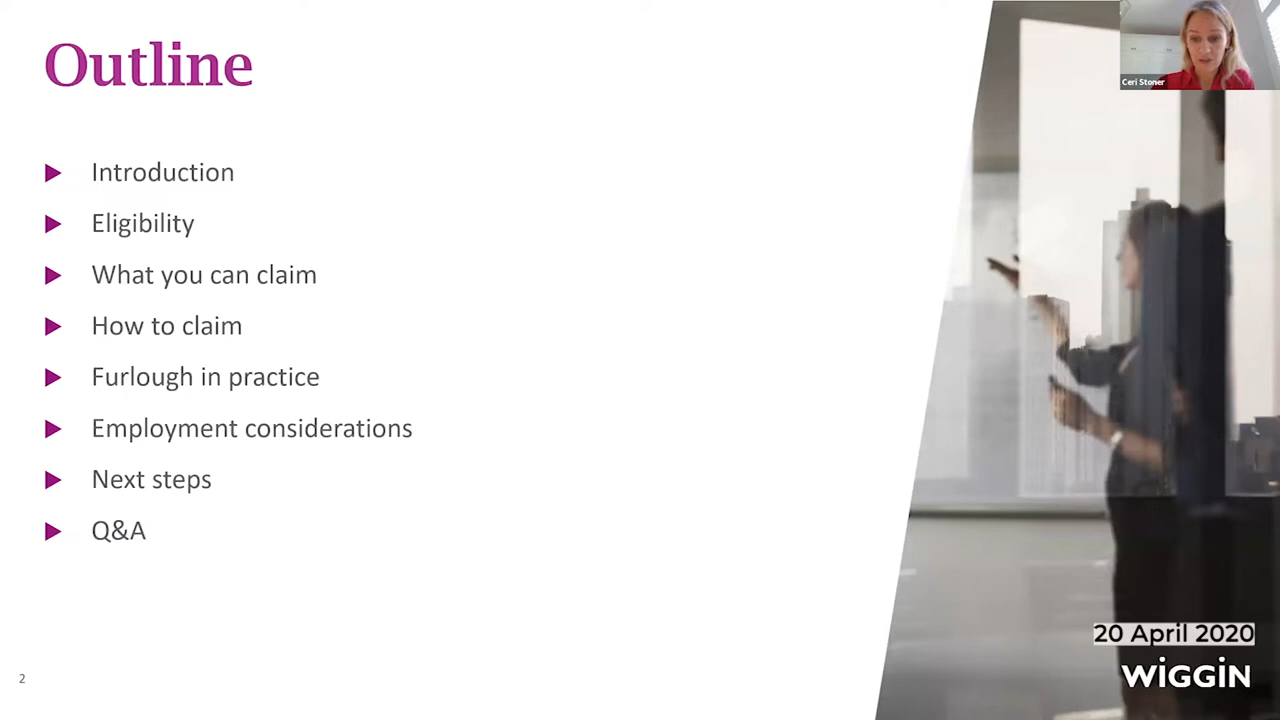 Outline
Ceri Stoner
Introduction
Eligibility
What you can claim
How to claim
Furlough in practice
Employment considerations
Next steps
Q&A
20 April 2020
WIGGIN
2